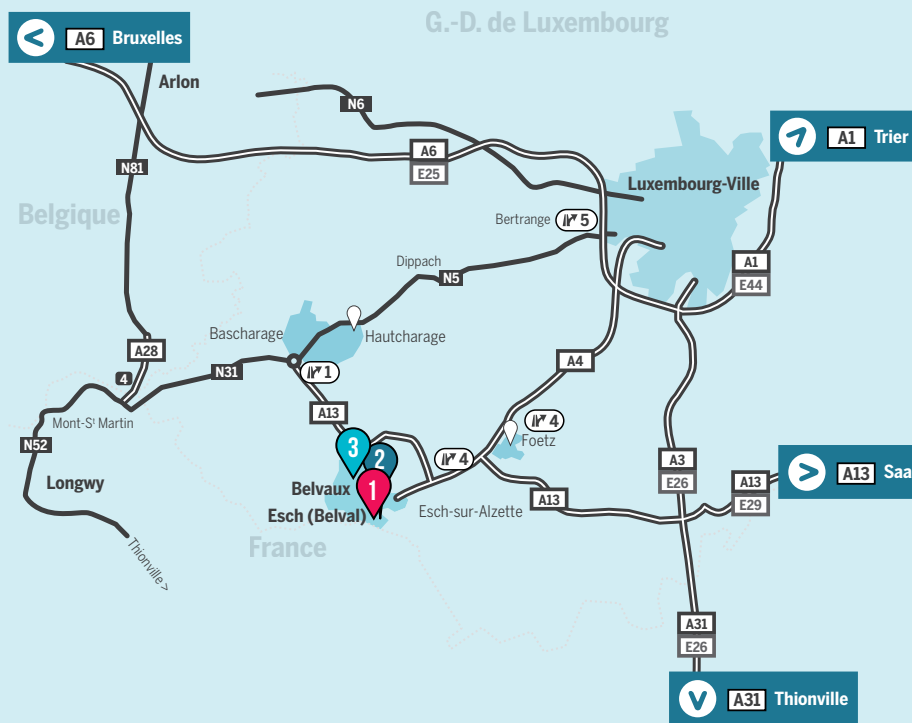 G.-D. de Luxembourg
< A6 Bruxelles
Arlon
N6
> A1 Trier
A6
E25
N81
Luxembourg-Ville
Belgique
Bertrange 5
Dippach
N5
A1
E44
Bascharage
Hautcharage
A28
4
N31
1
A4
Mont-St Martin
A13
4
Foetz
N52
3
2
4
A3
E26
Longwy
Belvaux
1
A13
E29
> A13 Saa
Esch (Belval)
Esch-sur-Alzette
A13
France
Thionville >
A31
E26
V A31 Thionville